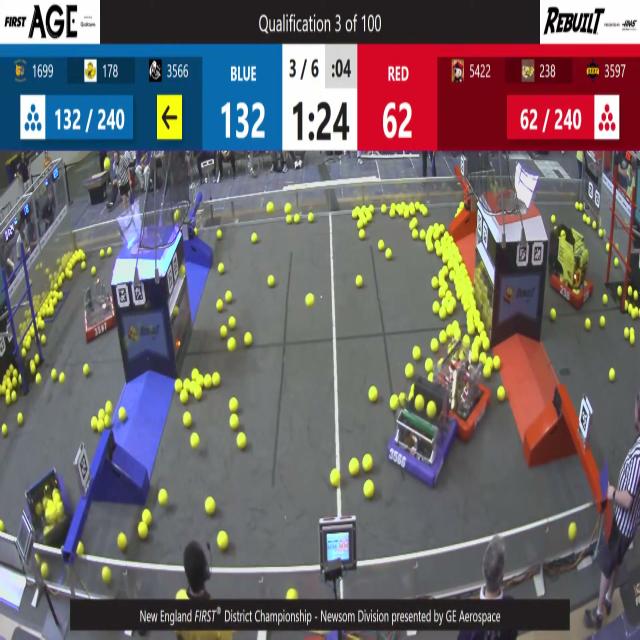 FIRST AGE
Qualification 3 of 100
REBUILT
1699 178 3566 BLUE 3 / 6 :04 RED 5422 238 3597
132 / 240 132 1:24 62 62 / 240
3597
3566
New England FIRST® District Championship - Newsom Division presented by GE Aerospace